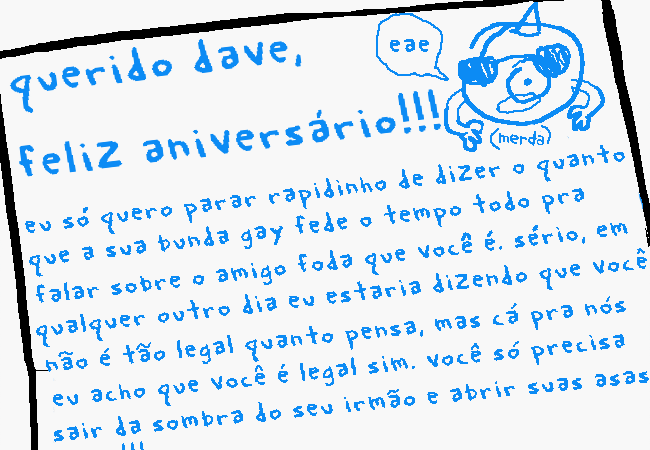 querido dave,
eae
feliz aniversário!!!
(merda)
eu só quero parar rapidinho de dizer o quanto
que a sua bunda gay fede o tempo todo pra
falar sobre o amigo foda que você é. sério, em
qualquer outro dia eu estaria dizendo que você
não é tão legal quanto pensa, mas cá pra nós
eu acho que você é legal sim. você só precisa
sair da sombra do seu irmão e abrir suas asas